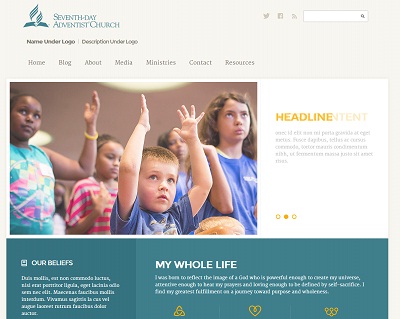 SEVENTH-DAY
ADVENTIST CHURCH
Name Under Logo | Description Under Logo
Home Blog About Media Ministries Contact Resources
HEADLINE
sem id elit non mi porta gravida at eget
metus. Fusce dapibus, tellus ac cursus
commodo, tortor mauris condimentum
nibh, ut fermentum massa justo sit amet
risus.
OUR BELIEFS
Duis mollis, est non commodo luctus,
nisi erat porttitor ligula, eget lacinia odio
sem nec elit. Maecenas faucibus mollis
interdum. Vivamus sagittis la cus vel
augue laoreet rutrum faucibus dolor
auctor.
MY WHOLE LIFE
I was born to reflect the image of a God who is powerful enough to create my universe,
attentive enough to hear my prayers and loving enough to be defined by self-sacrifice. I
find my greatest fulfillment on a journey toward purpose and wholeness.